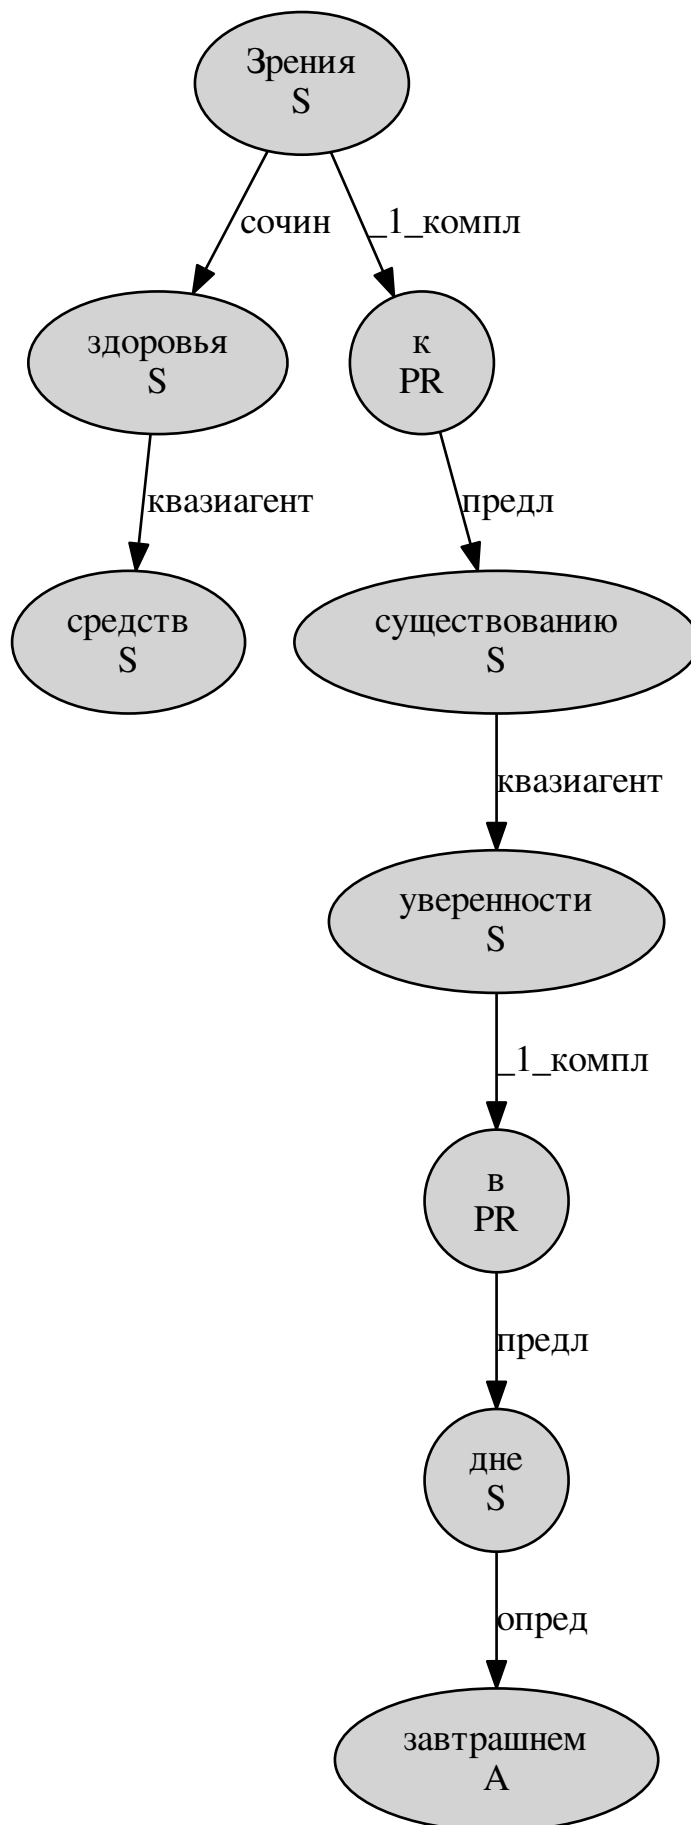 Зрения
S
сочин
_1_компл
здоровья
S
к
PR
квазиагент
предл
средств
S
существованию
S
квазиагент
уверенности
S
_1_компл
в
PR
предл
дне
S
опред
завтрашнем
A